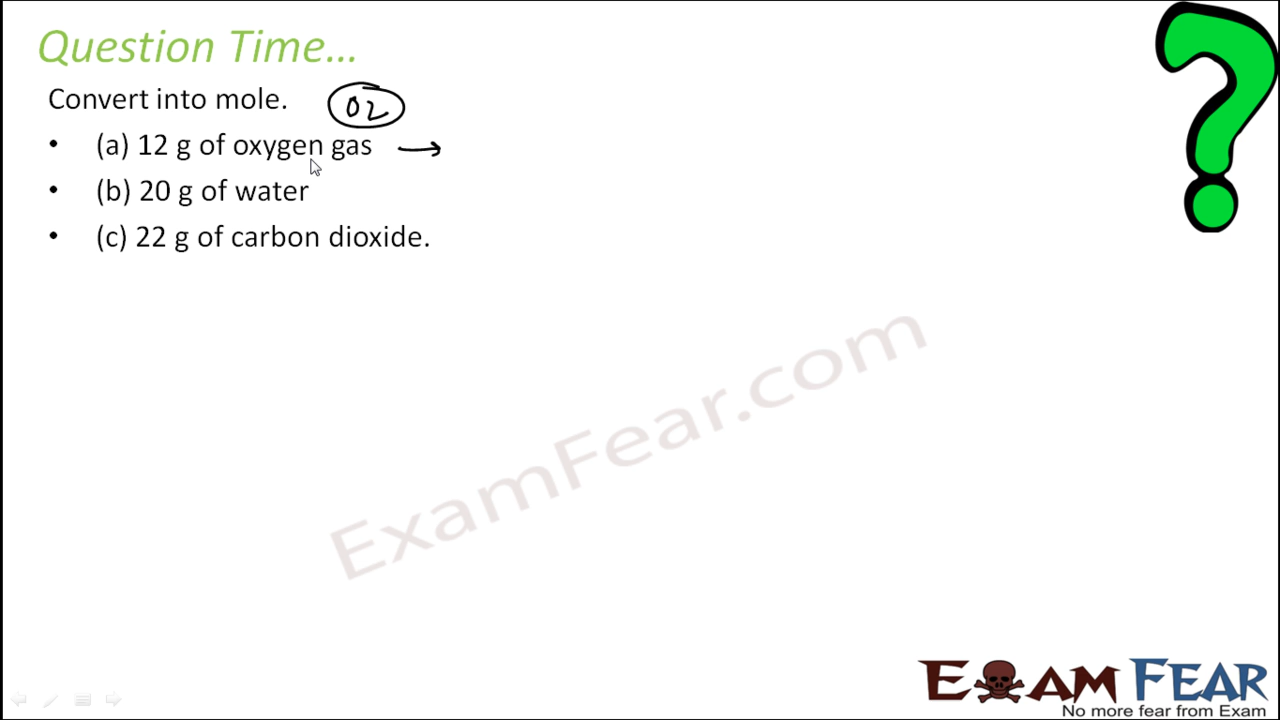 Question Time...
Convert into mole.
O2
• (a) 12 g of oxygen gas →
• (b) 20 g of water
• (c) 22 g of carbon dioxide.
ExamFear.com
EXAM FEAR
No more fear from Exam